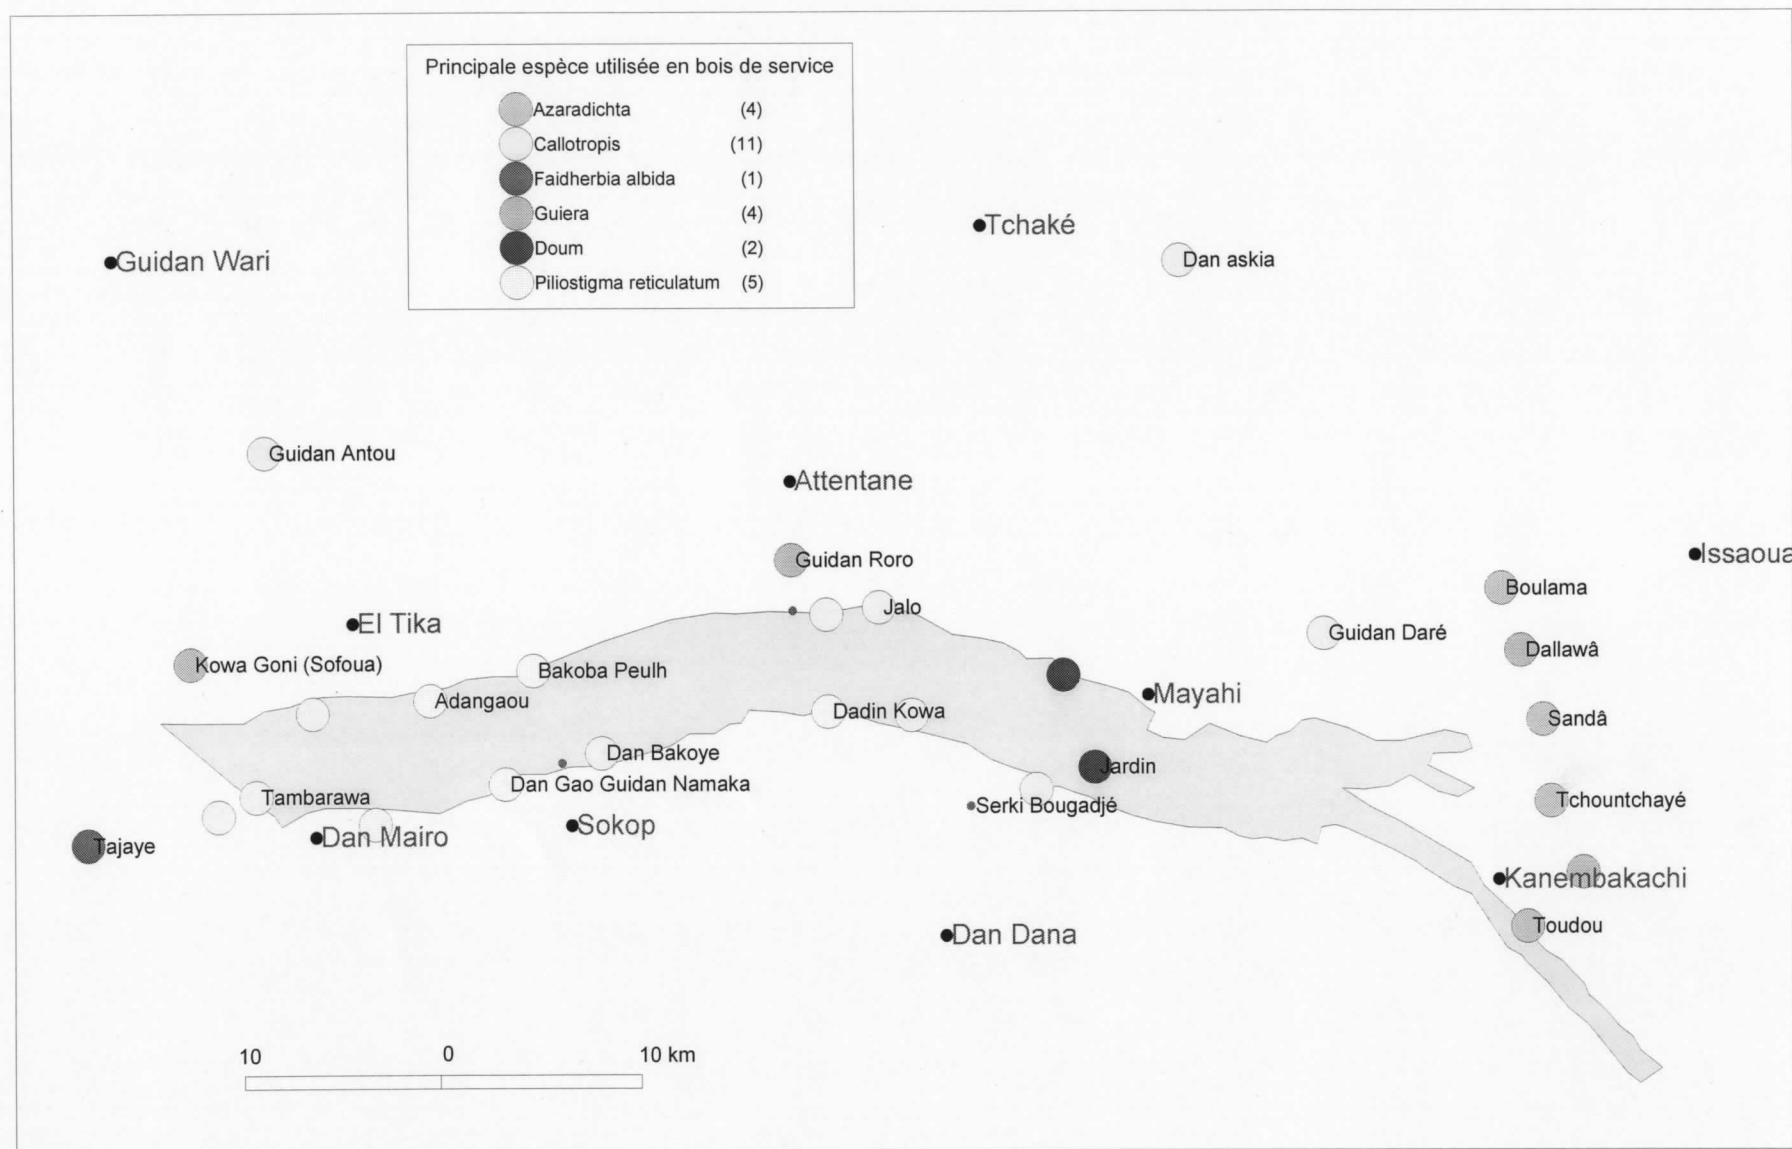 Principale espèce utilisée en bois de service
Azaradichta (4)
Callotropis (11)
Faidherbia albida (1)
Guiera (4)
Doum (2)
Piliostigma reticulatum (5)
Tchaké
Guidan Wari
Dan askia
Guidan Antou
Attentane
Issaoua
Guidan Roro
Boulama
Jalo
El Tika
Guidan Daré
Dallawâ
Kowa Goni (Sofoua)
Bakoba Peulh
Mayahi
Adangaou
Dadin Kowa
Sandâ
Dan Bakoye
Jardin
Dan Gao Guidan Namaka
Tambarawa
Serki Bougadjé
Tchountchayé
Sokop
Dan Mairo
Tajaye
Kanembakachi
Toudou
Dan Dana
10 0 10 km